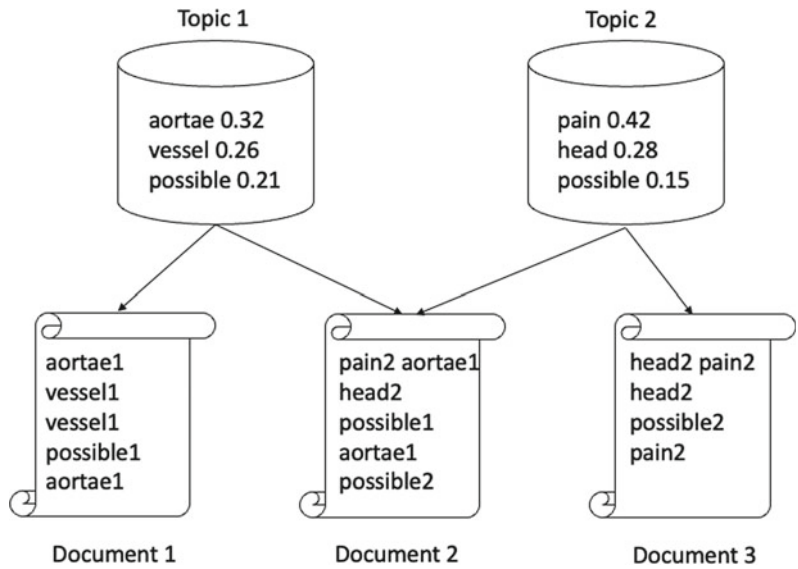 Topic 1
Topic 2
aortae 0.32
vessel 0.26
possible 0.21
pain 0.42
head 0.28
possible 0.15
aortae1
vessel1
vessel1
possible1
aortae1
pain2 aortae1
head2
possible1
aortae1
possible2
head2 pain2
head2
possible2
pain2
Document 1
Document 2
Document 3